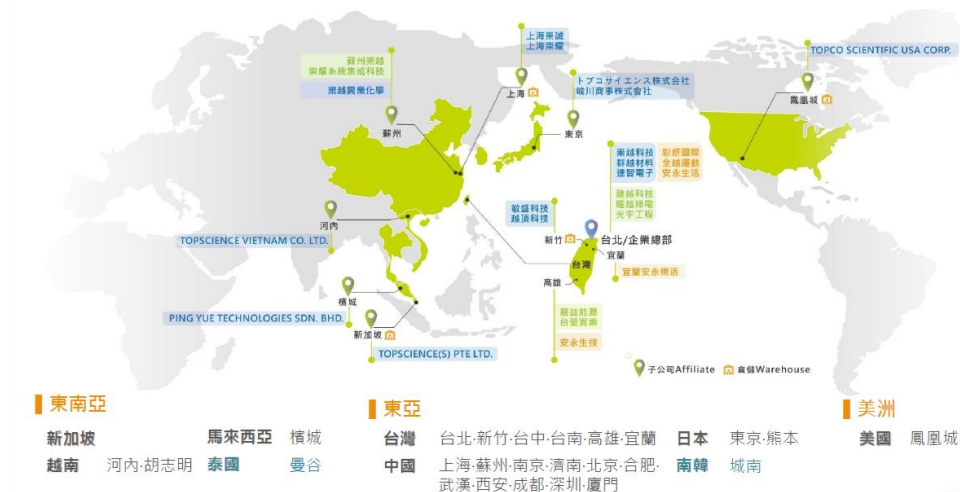 上海崇誠
上海崇耀
TOPCO SCIENTIFIC USA CORP.
蘇州崇越
崇耀系統集成科技
崇越興業化學
トプコサイエンス株式会社
峻川商事株式會社
上海
鳳凰城
蘇州
東京
崇越科技
群越材料
建智電子
彩妍國際
全越運動
安永生活
建越科技
曜越綠電
光宇工程
敏盛科技
越頂科技
河內
TOPSCIENCE VIETNAM CO. LTD.
新竹
台北/企業總部
宜蘭
台灣
宜蘭安永樂活
高雄
檳城
PING YUE TECHNOLOGIES SDN. BHD.
嘉益能源
台螢實業
安永生技
新加坡
TOPSCIENCE(S) PTE LTD.
子公司Affiliate 倉儲Warehouse
東南亞
新加坡 馬來西亞 檳城
越南 河內·胡志明 泰國 曼谷
東亞
台灣 台北·新竹·台中·台南·高雄·宜蘭 日本 東京·熊本
中國 上海·蘇州·南京·濟南·北京·合肥· 南韓 城南
武漢·西安·成都·深圳·廈門
美洲
美國 鳳凰城